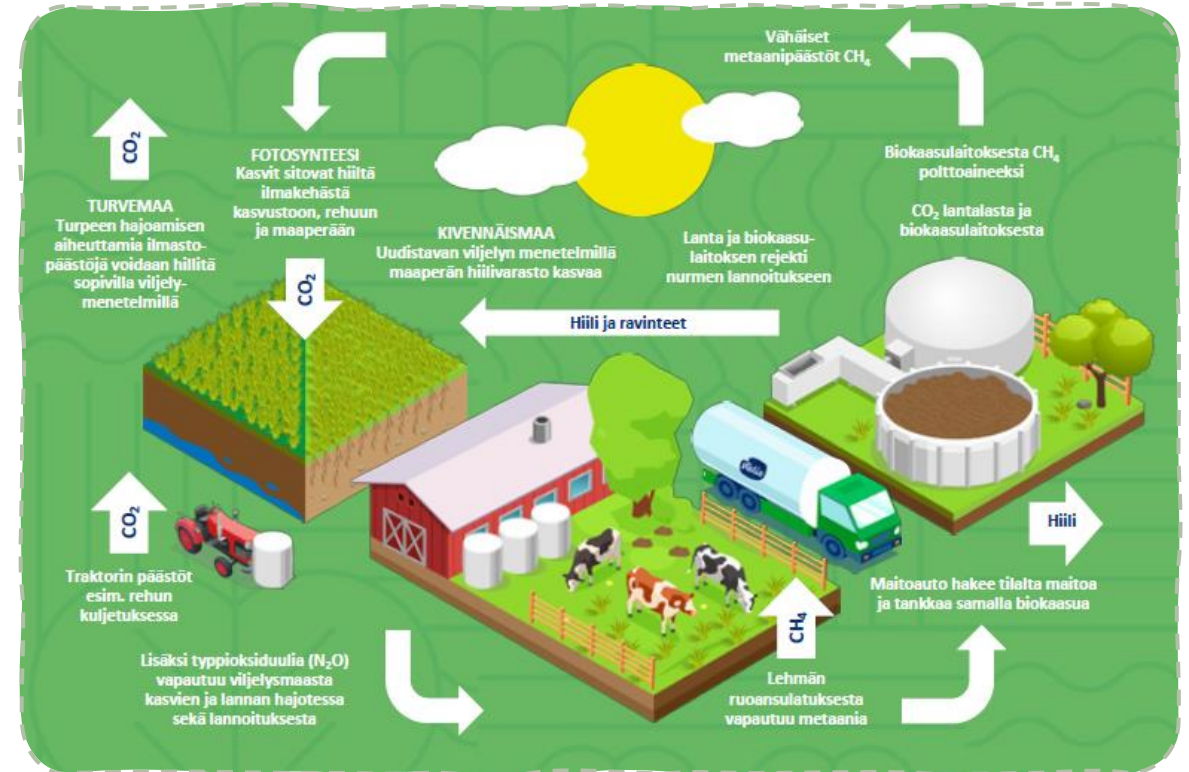 Vähäiset
metaanipäästöt CH₄
CO₂
FOTOSYNTEESI
Kasvit sitovat hiiltä
ilmakehästä
kasvustoon, rehuun
ja maaperään
Biokaasulaitoksesta CH₄
polttoaineeksi
CO₂ lantalasta ja
biokaasulaitoksesta
TURVEMAA
Turpeen hajoamisen
aiheuttamia ilmasto-
päästöjä voidaan hillitä
sopivilla viljely-
menetelmillä
KIVENNÄISMAA
Uudistavan viljelyn menetelmillä
maaperän hiilivarasto kasvaa
Lanta ja biokaasu-
laitoksen rejekti
nurmen lannoitukseen
CO₂
Hiili ja ravinteet
Valio
CO₂
Hiili
Traktorin päästöt
esim. rehun
kuljetuksessa
Maitoauto hakee tilalta maitoa
ja tankkaa samalla biokaasua
CH₄
Lisäksi typpioksiduulia (N₂O)
vapautuu viljelysmaasta
kasvien ja lannan hajotessa
sekä lannoituksesta
Lehmän
ruoansulatuksesta
vapautuu metaania